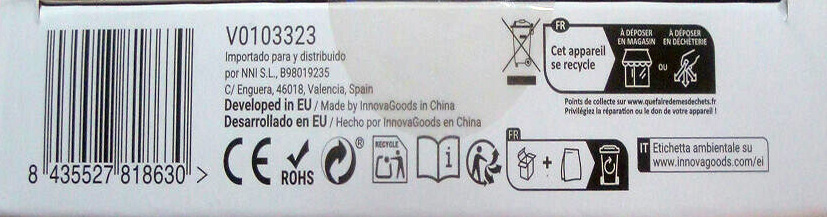 V0103323
Importado para y distribuido
por NNI S.L., B98019235
C/ Enguera, 46018, Valencia, Spain
Developed in EU / Made by InnovaGoods in China
Desarrollado en EU / Hecho por InnovaGoods en China
8 435527 818630 >
CE
ROHS
®
RECYCLE
i
FR
Cet appareil
se recycle
À DÉPOSER
EN MAGASIN
OU
À DÉPOSER
EN DÉCHÈTERIE
Points de collecte sur www.quefairedemesdechets.fr
Privilégiez la réparation ou le don de votre appareil !
FR
+
IT Etichetta ambientale su
www.innovagoods.com/ei